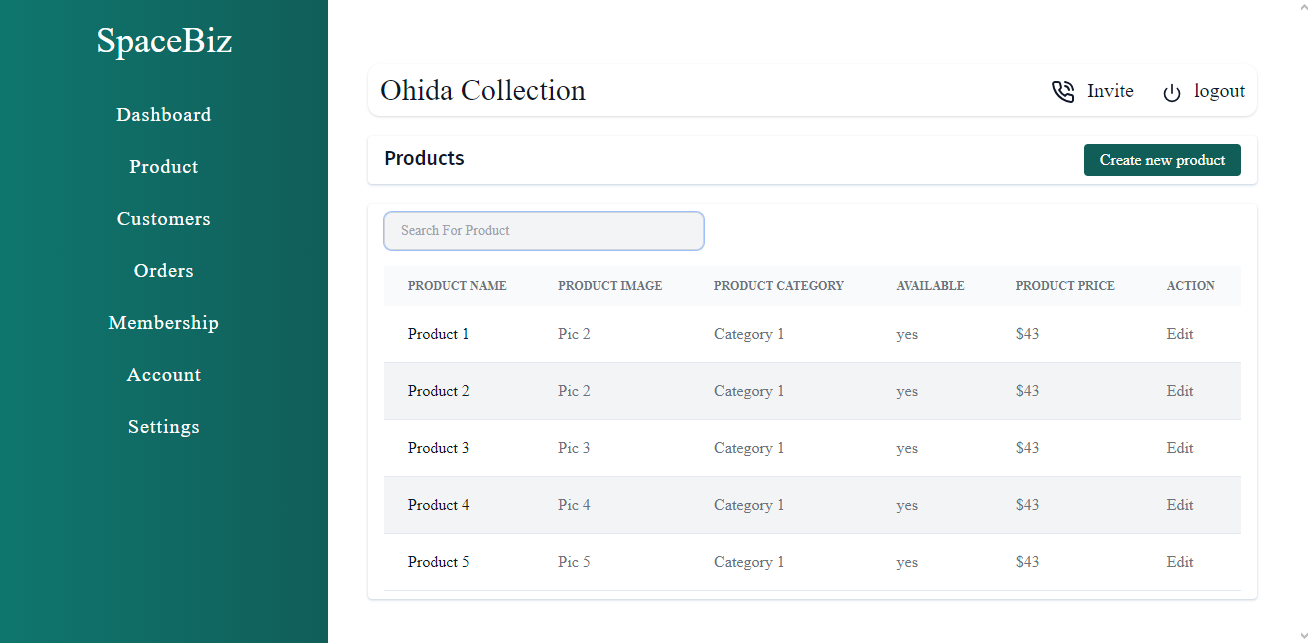 SpaceBiz
Dashboard
Product
Customers
Orders
Membership
Account
Settings
Ohida Collection
Invite
logout
Products
Create new product
Search For Product
PRODUCT NAME PRODUCT IMAGE PRODUCT CATEGORY AVAILABLE PRODUCT PRICE ACTION
Product 1 Pic 2 Category 1 yes $43 Edit
Product 2 Pic 2 Category 1 yes $43 Edit
Product 3 Pic 3 Category 1 yes $43 Edit
Product 4 Pic 4 Category 1 yes $43 Edit
Product 5 Pic 5 Category 1 yes $43 Edit